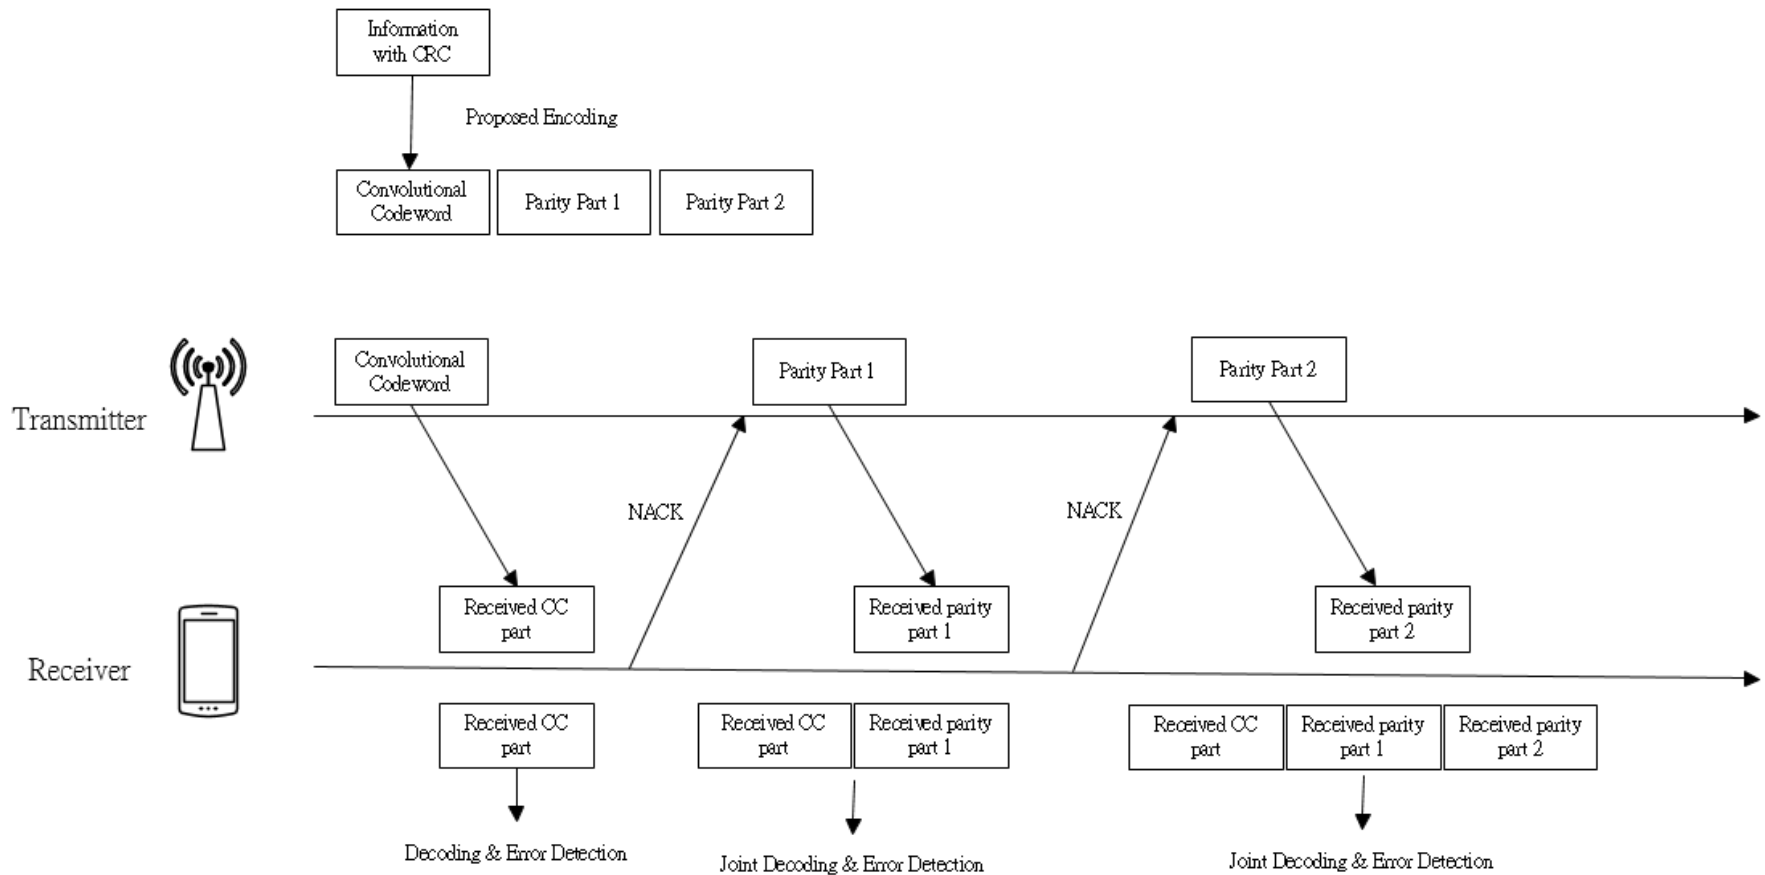 Information
with CRC
Proposed Encoding
Convolutional
Codeword
Parity Part 1
Parity Part 2
Convolutional
Codeword
Parity Part 1
Parity Part 2
Transmitter
NACK
NACK
Received CC
part
Received parity
part 1
Received parity
part 2
Receiver
Received CC
part
Received CC
part
Received parity
part 1
Received CC
part
Received parity
part 1
Received parity
part 2
Decoding & Error Detection
Joint Decoding & Error Detection
Joint Decoding & Error Detection